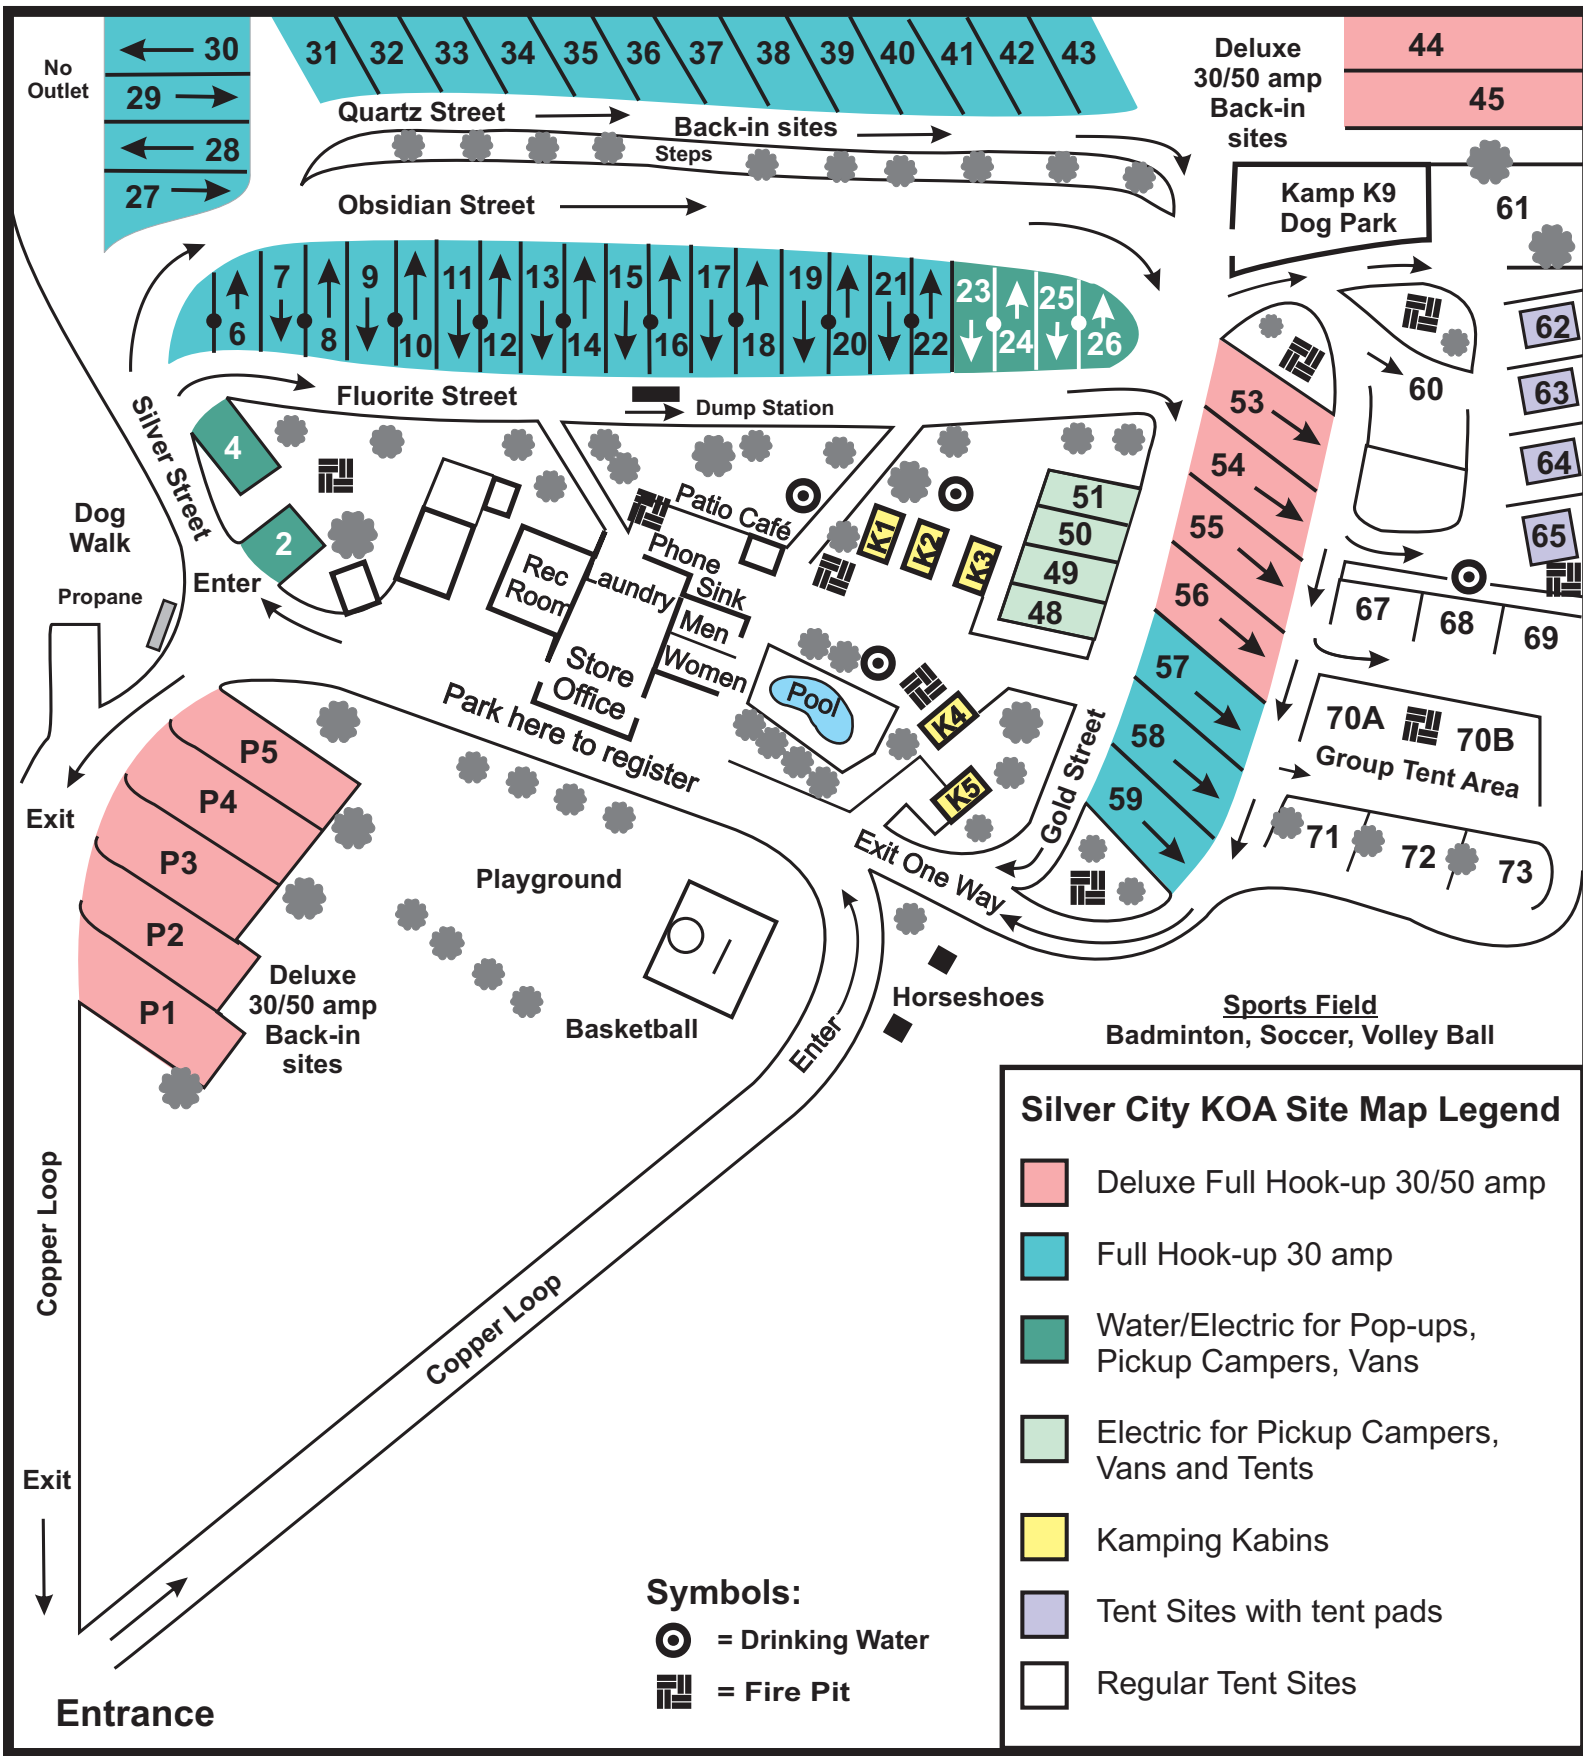 No
Outlet
30
29
28
27
31 32 33 34 35 36 37 38 39 40 41 42 43
Deluxe
30/50 amp
Back-in
sites
44
45
Quartz Street
Back-in sites
Steps
Obsidian Street
Kamp K9
Dog Park
61
6 7 8 9 10 11 12 13 14 15 16 17 18 19 20 21 22 23 24 25 26
Fluorite Street
Dump Station
Silver Street
4
2
Dog
Walk
Enter
Propane
Exit
Patio Café
Phone
Sink
Laundry
Rec
Room
Men
Women
Store
Office
Park here to register
Pool
K1
K2
K3
K4
K5
51
50
49
48
53
54
55
56
57
58
59
60
62
63
64
65
67 68 69
70A 70B
Group Tent Area
71 72 73
Gold Street
Exit One Way
P5
P4
P3
P2
P1
Deluxe
30/50 amp
Back-in
sites
Playground
Basketball
Horseshoes
Enter
Sports Field
Badminton, Soccer, Volley Ball
Copper Loop
Copper Loop
Exit
Entrance
Symbols:
= Drinking Water
= Fire Pit
Silver City KOA Site Map Legend
Deluxe Full Hook-up 30/50 amp
Full Hook-up 30 amp
Water/Electric for Pop-ups,
Pickup Campers, Vans
Electric for Pickup Campers,
Vans and Tents
Kamping Kabins
Tent Sites with tent pads
Regular Tent Sites